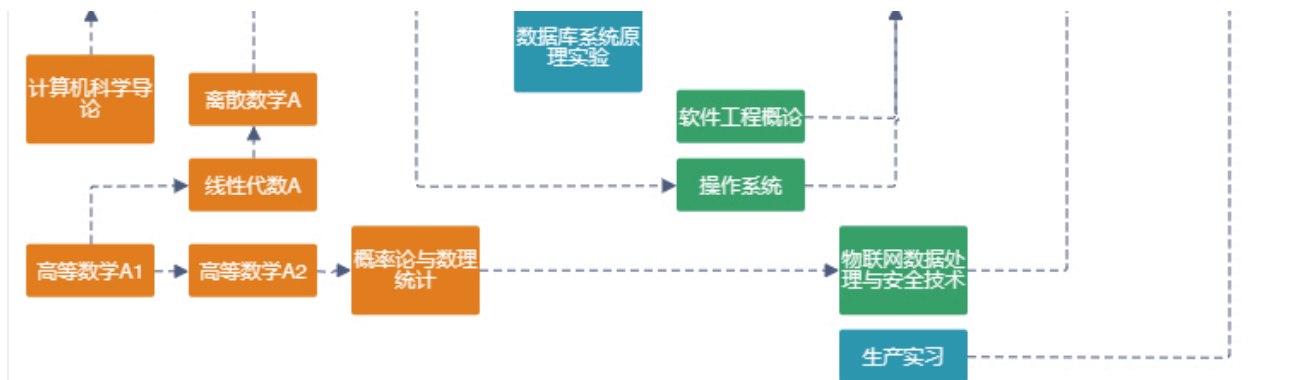 数据库系统原
理实验
计算机科学导
论
离散数学A
软件工程概论
线性代数A
操作系统
高等数学A1
高等数学A2
概率论与数理
统计
物联网数据处
理与安全技术
生产实习